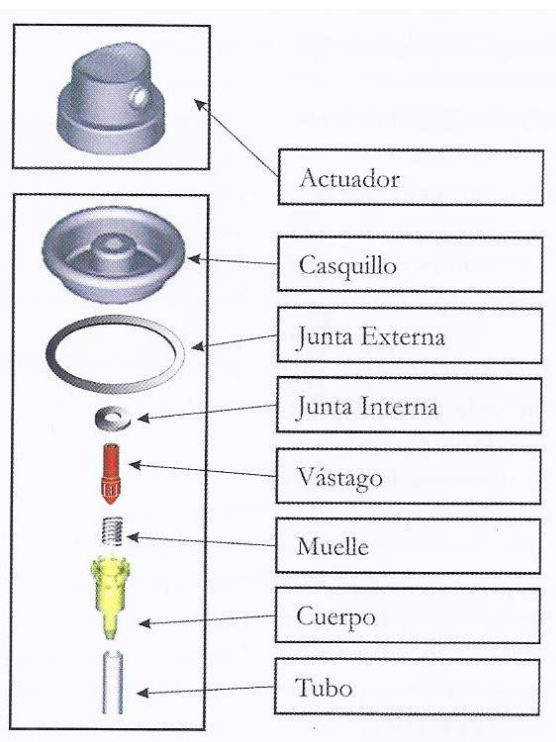 Actuador
Casquillo
Junta Externa
Junta Interna
Vástago
Muelle
Cuerpo
Tubo